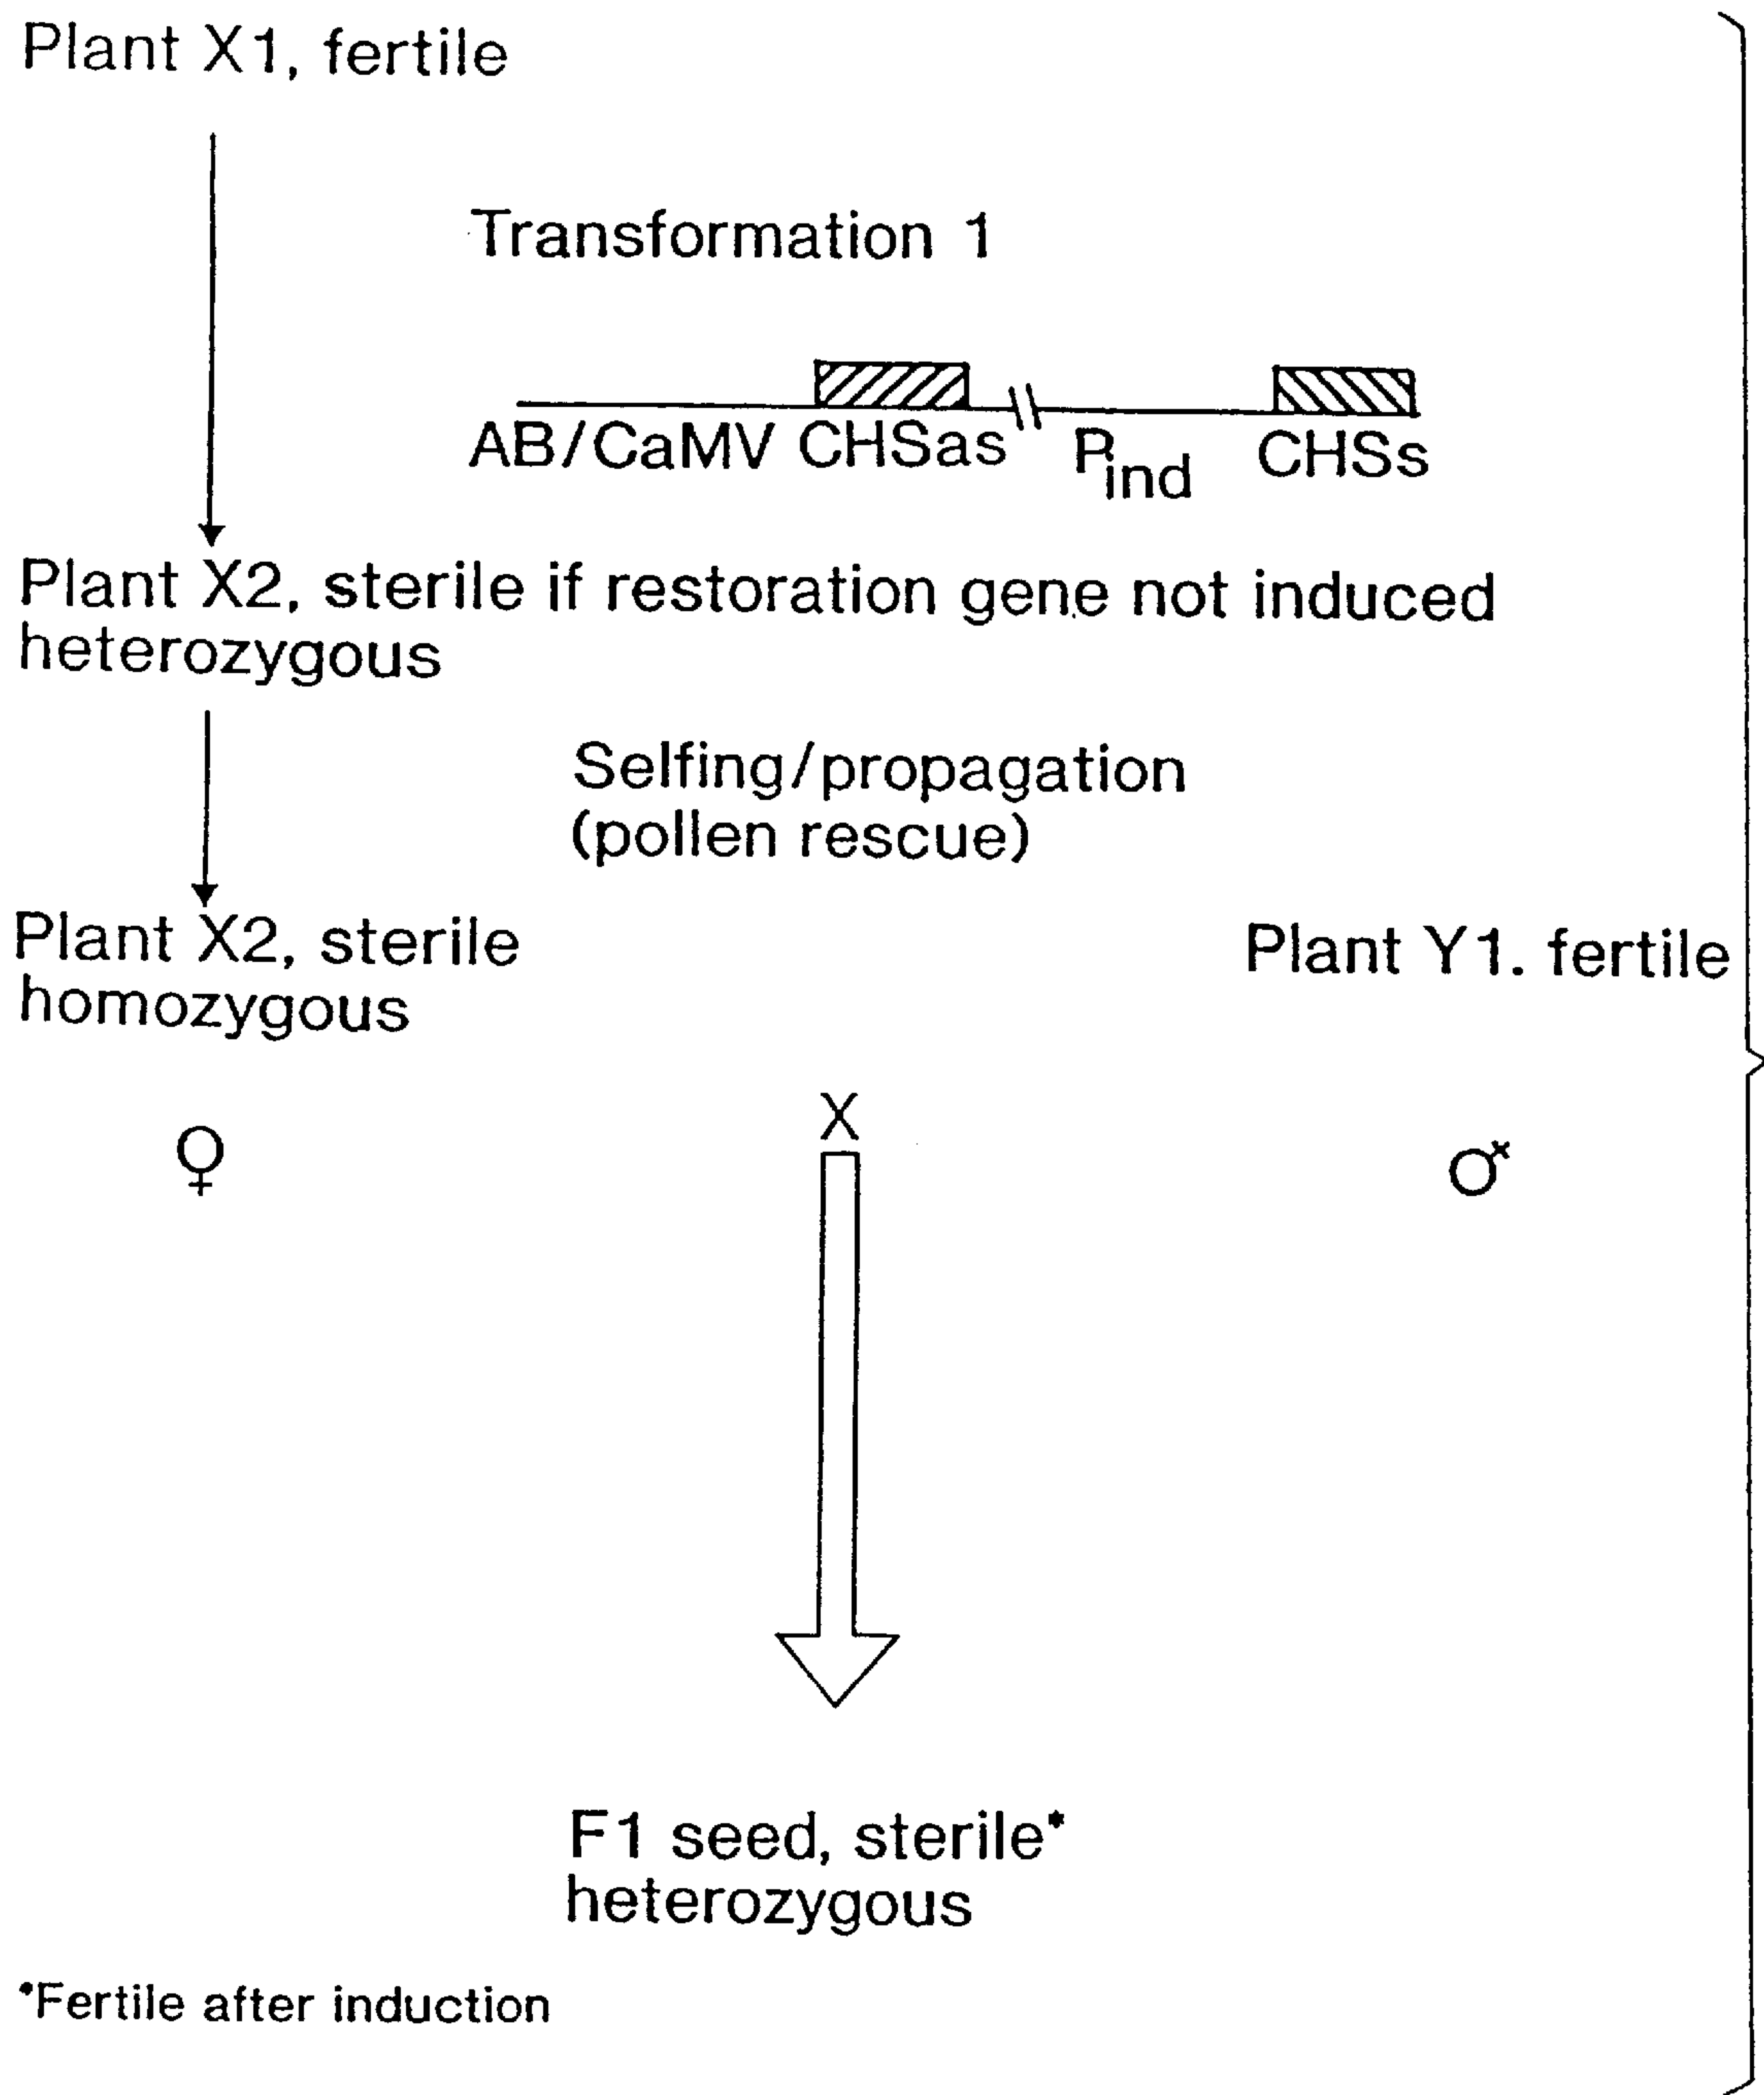 Plant X1, fertile
Transformation 1
AB/CaMV CHSas Pind CHSs
Plant X2, sterile if restoration gene not induced
heterozygous
Selfing/propagation
(pollen rescue)
Plant X2, sterile
homozygous
Plant Y1. fertile
X
♀
♂
F1 seed, sterile*
heterozygous
*Fertile after induction